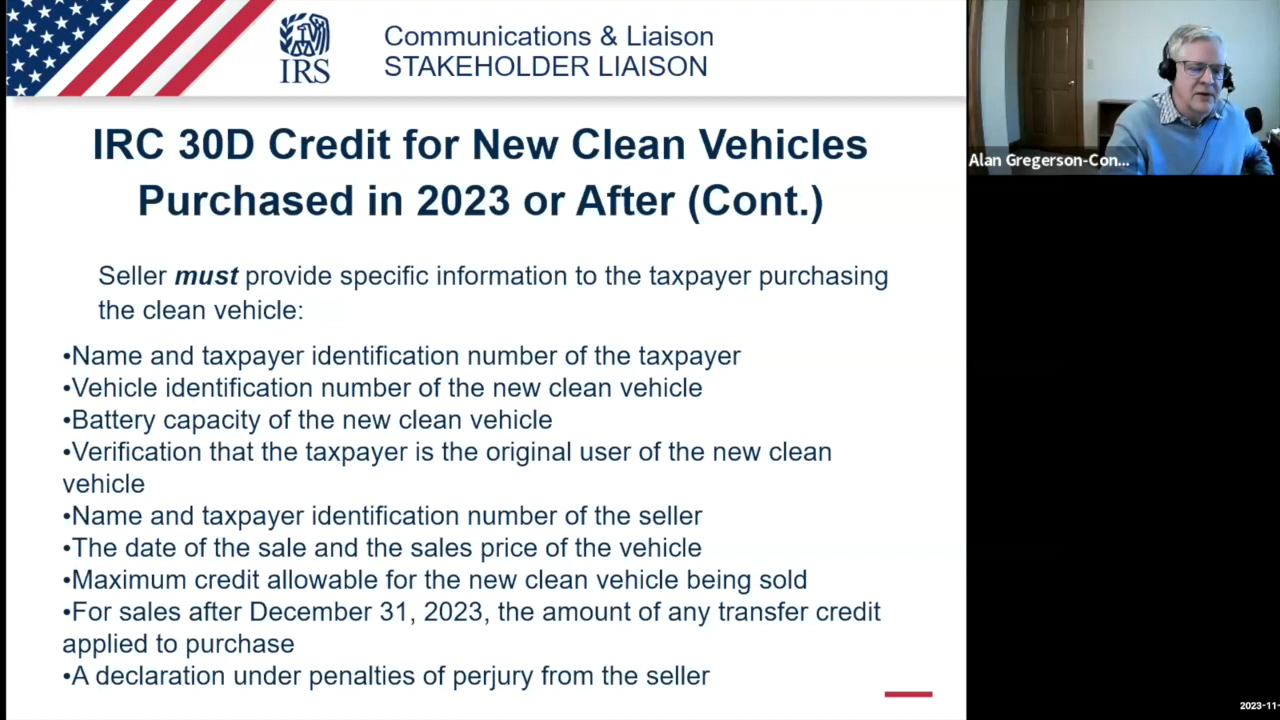 IRS
Communications & Liaison
STAKEHOLDER LIAISON
IRC 30D Credit for New Clean Vehicles
Purchased in 2023 or After (Cont.)
Seller must provide specific information to the taxpayer purchasing
the clean vehicle:
•Name and taxpayer identification number of the taxpayer
•Vehicle identification number of the new clean vehicle
•Battery capacity of the new clean vehicle
•Verification that the taxpayer is the original user of the new clean
vehicle
•Name and taxpayer identification number of the seller
•The date of the sale and the sales price of the vehicle
•Maximum credit allowable for the new clean vehicle being sold
•For sales after December 31, 2023, the amount of any transfer credit
applied to purchase
•A declaration under penalties of perjury from the seller
Alan Gregerson-Con...
2023-11-